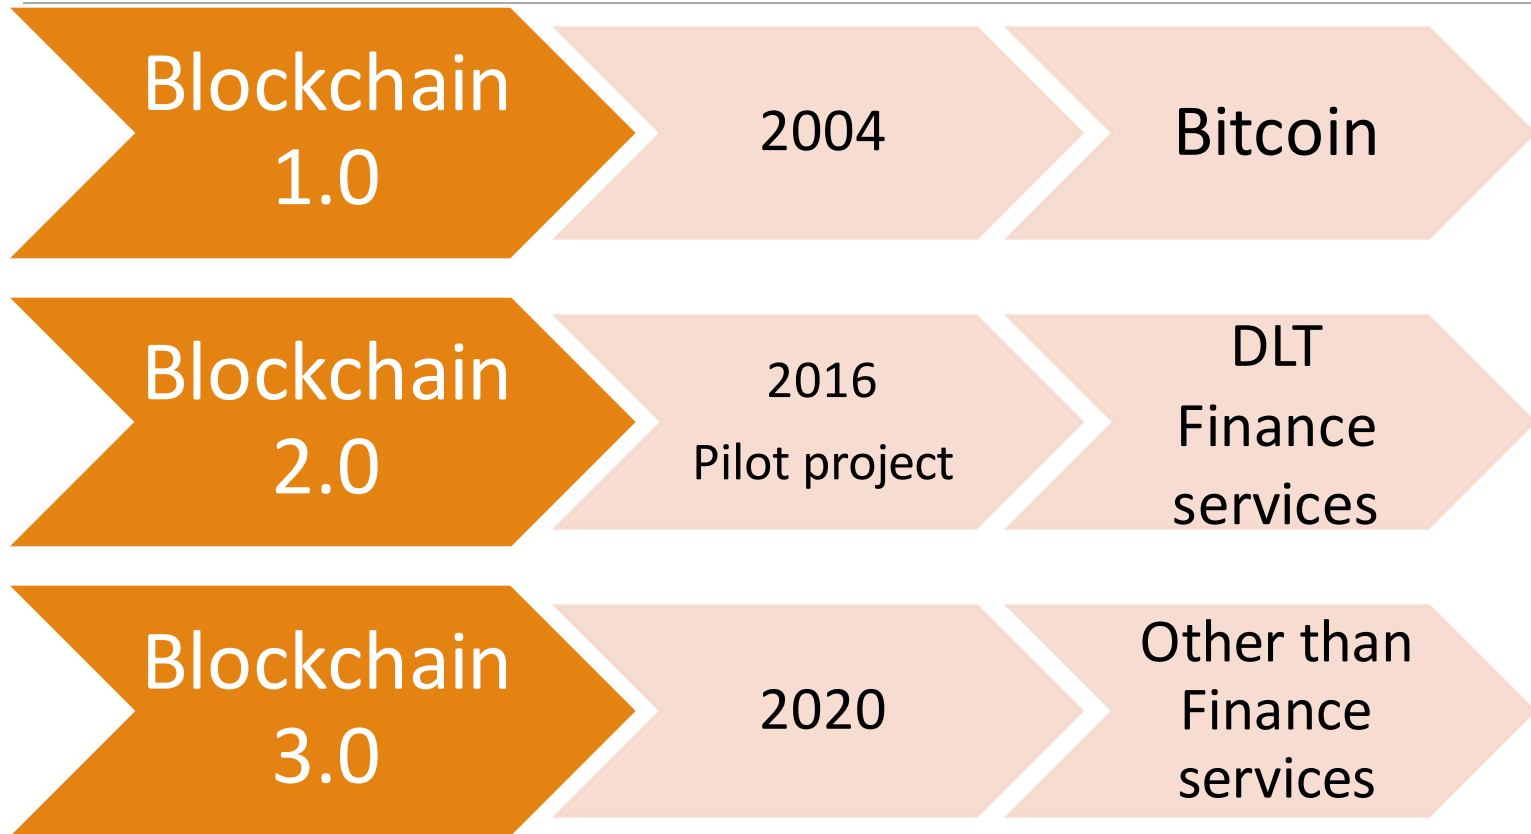 Blockchain
1.0
2004
Bitcoin
Blockchain
2.0
2016
Pilot project
DLT
Finance
services
Blockchain
3.0
2020
Other than
Finance
services